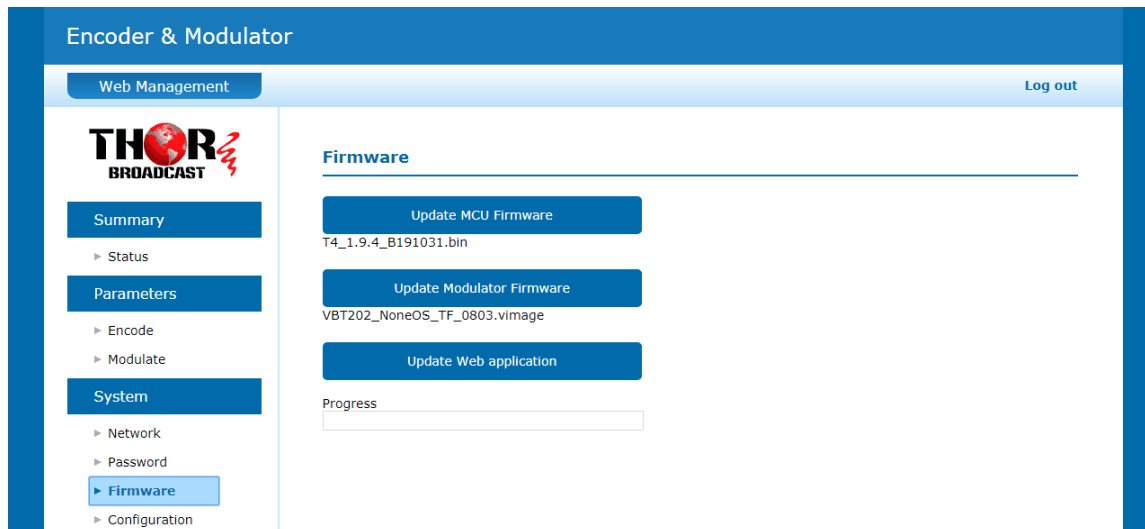 Encoder & Modulator
Web Management
Log out
THOR
BROADCAST
Summary
Status
Parameters
Encode
Modulate
System
Network
Password
Firmware
Configuration
Firmware
Update MCU Firmware
T4_1.9.4_B191031.bin
Update Modulator Firmware
VBT202_NoneOS_TF_0803.vimage
Update Web application
Progress